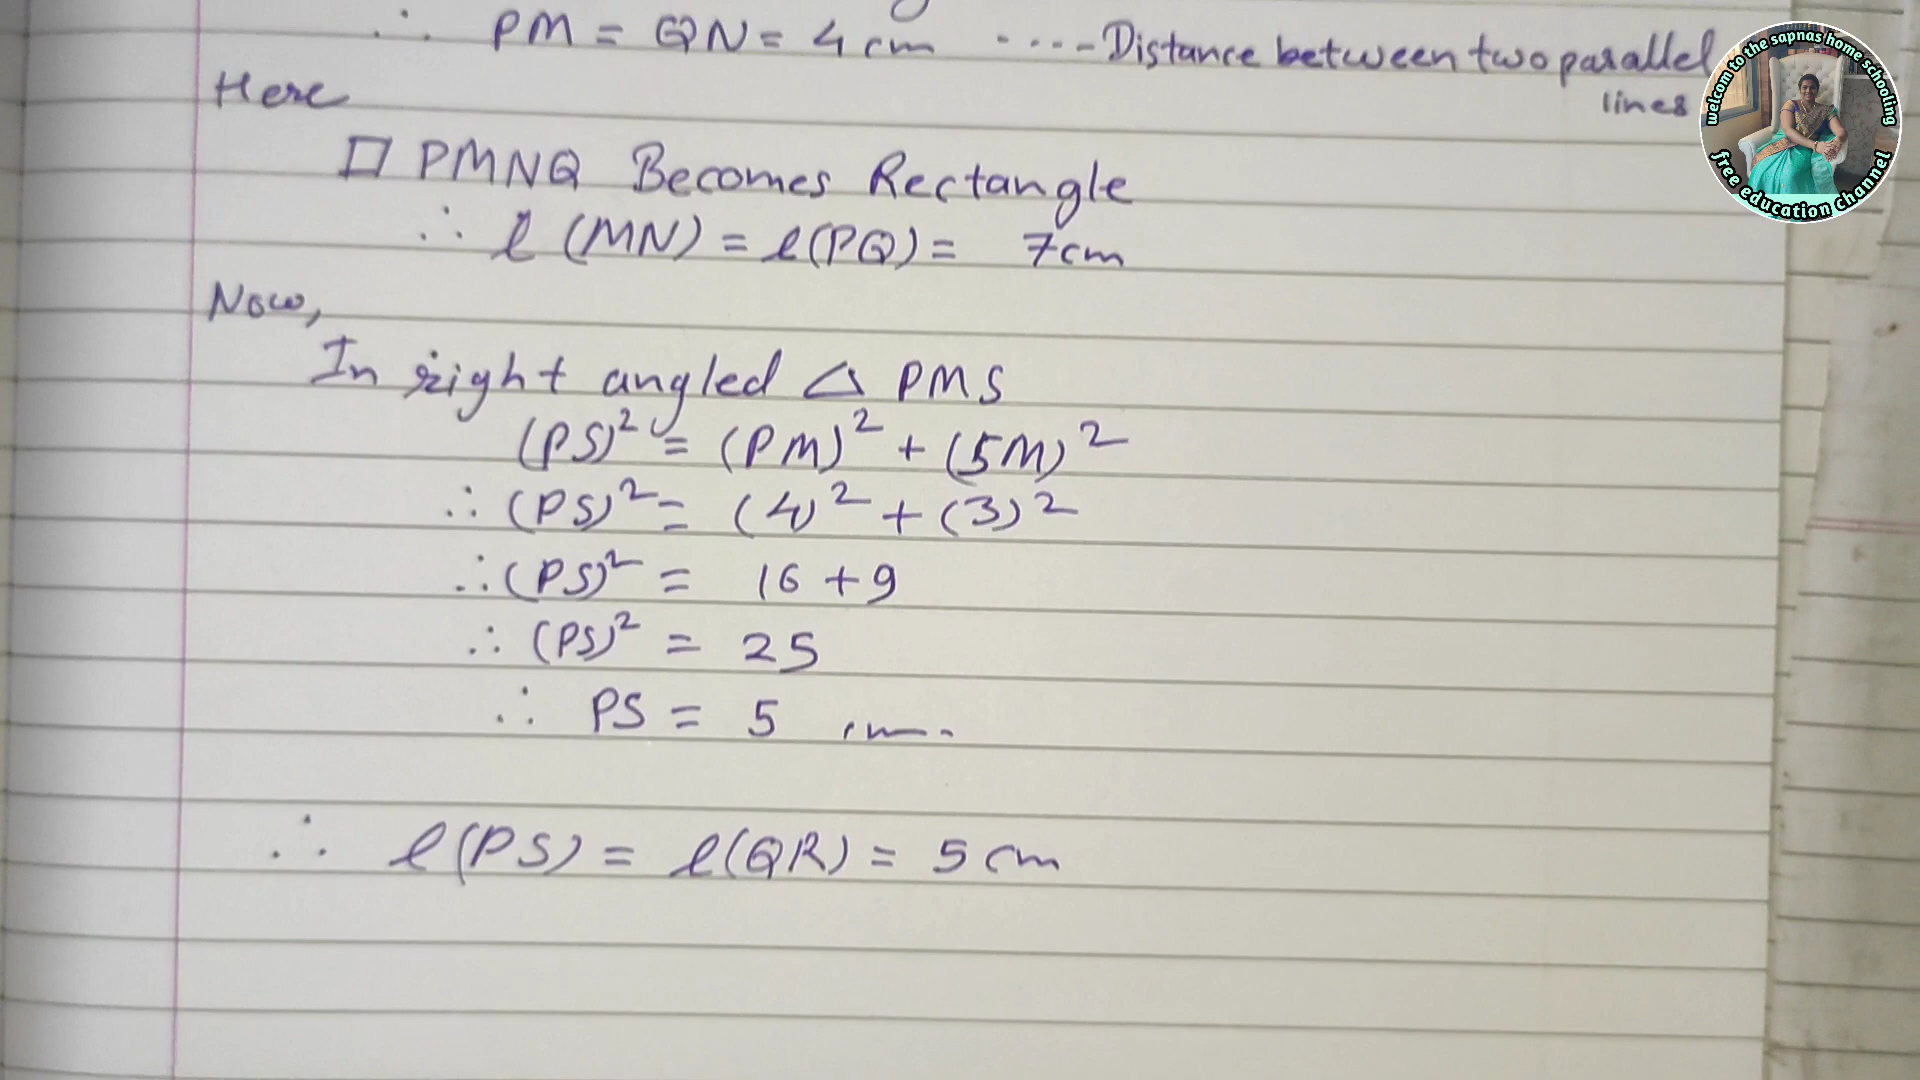 ∴ PM = QN = 4 cm ....Distance between two parallel
lines
Here
□ PMNQ Becomes Rectangle
∴ l (MN) = l(PQ) = 7cm
Now,
In right angled △ PMS
(PS)² = (PM)² + (SM)²
∴ (PS)² = (4)² + (3)²
∴ (PS)² = 16 + 9
∴ (PS)² = 25
∴ PS = 5 cm.
∴ l(PS) = l(QR) = 5 cm
welcom to the sapnas home schooling
free education channel